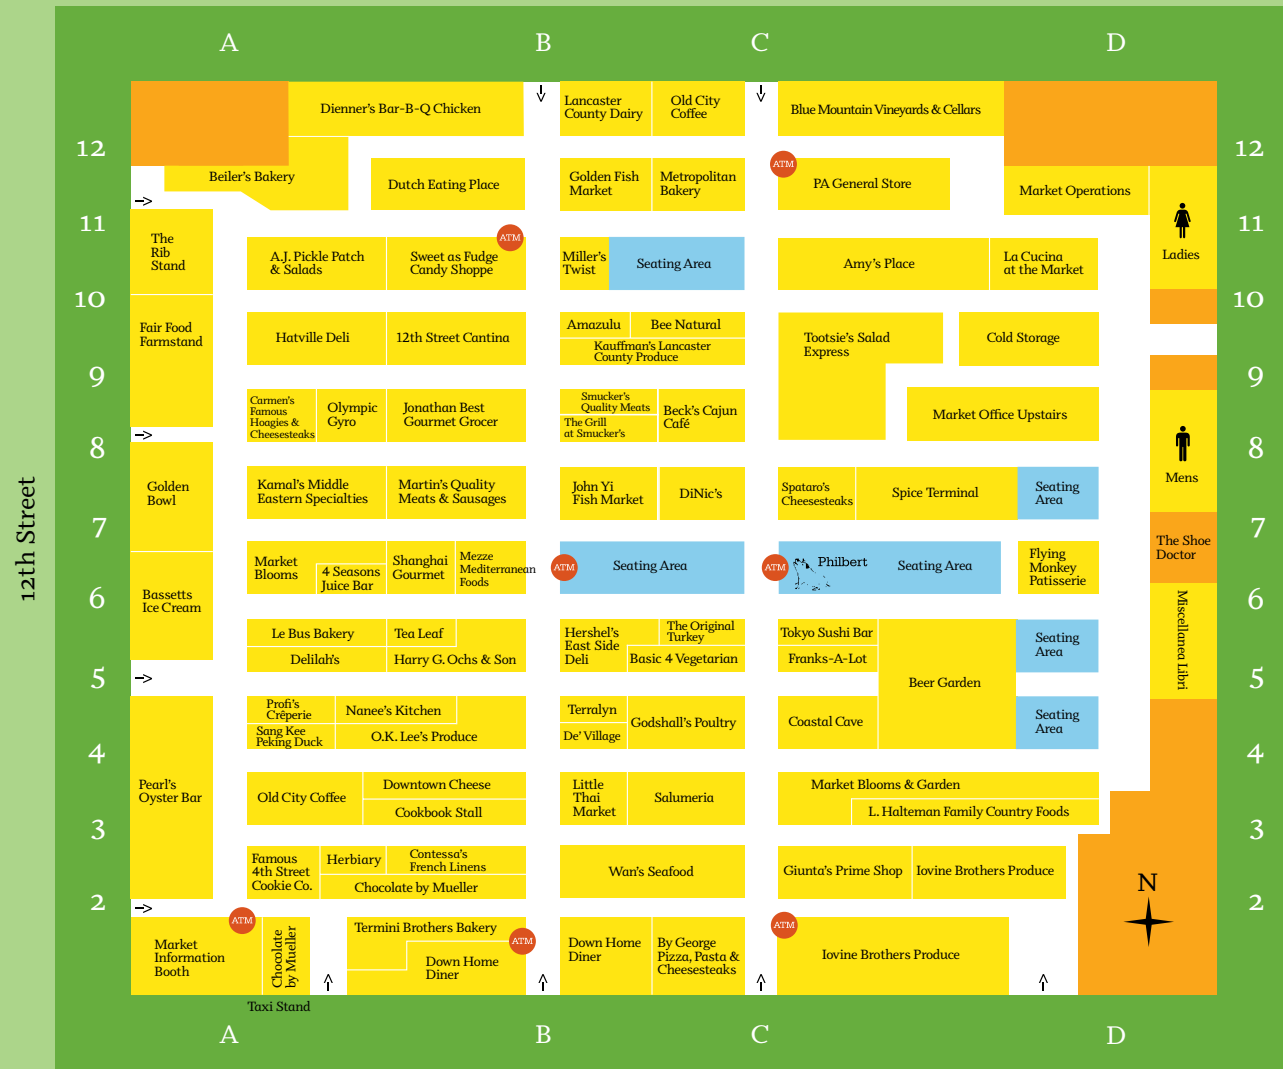 A B C D
Dienner's Bar-B-Q Chicken
Lancaster
County Dairy
Old City
Coffee
Blue Mountain Vineyards & Cellars
12 12
Beiler's Bakery
Dutch Eating Place
Golden Fish
Market
Metropolitan
Bakery
ATM
PA General Store
Market Operations
11 11
The
Rib
Stand
A.J. Pickle Patch
& Salads
Sweet as Fudge
Candy Shoppe
ATM
Miller's
Twist
Seating Area
Amy's Place
La Cucina
at the Market
Ladies
10 10
Fair Food
Farmstand
Hatville Deli
12th Street Cantina
Amazulu
Bee Natural
Kauffman's Lancaster
County Produce
Tootsie's Salad
Express
Cold Storage
9 9
Carmen's
Famous
Hoagies &
Cheesesteaks
Olympic
Gyro
Jonathan Best
Gourmet Grocer
Smucker's
Quality Meats
The Grill
at Smucker's
Beck's Cajun
Café
Market Office Upstairs
8 8
Mens
12th Street
Golden
Bowl
Kamal's Middle
Eastern Specialties
Martin's Quality
Meats & Sausages
John Yi
Fish Market
DiNic's
Spataro's
Cheesesteaks
Spice Terminal
Seating
Area
7 7
The Shoe
Doctor
Market
Blooms
4 Seasons
Juice Bar
Shanghai
Gourmet
Mezze
Mediterranean
Foods
ATM
Seating Area
ATM
Philbert
Seating Area
Flying
Monkey
Patisserie
6 6
Bassetts
Ice Cream
Le Bus Bakery
Tea Leaf
Delilah's
Harry G. Ochs & Son
Hershel's
East Side
Deli
The Original
Turkey
Basic 4 Vegetarian
Tokyo Sushi Bar
Franks-A-Lot
Beer Garden
Seating
Area
Miscellanea Libri
5 5
Profi's
Crêperie
Nanee's Kitchen
Sang Kee
Peking Duck
O.K. Lee's Produce
Terralyn
De' Village
Godshall's Poultry
Coastal Cave
Seating
Area
4 4
Pearl's
Oyster Bar
Old City Coffee
Downtown Cheese
Cookbook Stall
Little
Thai
Market
Salumeria
Market Blooms & Garden
L. Halteman Family Country Foods
3 3
Famous
4th Street
Cookie Co.
Herbiary
Contessa's
French Linens
Chocolate by Mueller
Wan's Seafood
Giunta's Prime Shop
Iovine Brothers Produce
N
2 2
Market
Information
Booth
ATM
Chocolate
by Mueller
Termini Brothers Bakery
ATM
Down Home
Diner
Down Home
Diner
By George
Pizza, Pasta &
Cheesesteaks
ATM
Iovine Brothers Produce
Taxi Stand
A B C D